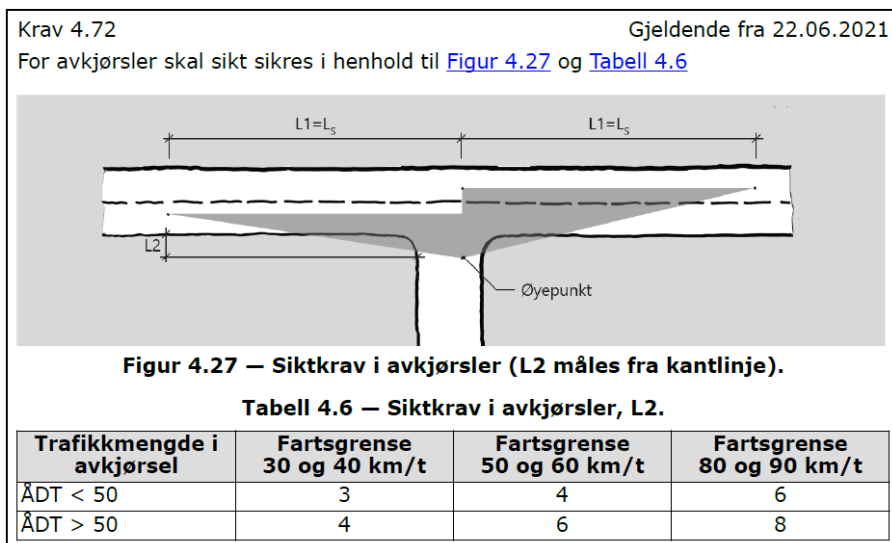 Krav 4.72 Gjeldende fra 22.06.2021
For avkjørsler skal sikt sikres i henhold til Figur 4.27 og Tabell 4.6
L1=Ls L1=Ls
L2
Øyepunkt
Figur 4.27 — Siktkrav i avkjørsler (L2 måles fra kantlinje).
Tabell 4.6 — Siktkrav i avkjørsler, L2.
Trafikkmengde i avkjørsel Fartsgrense 30 og 40 km/t Fartsgrense 50 og 60 km/t Fartsgrense 80 og 90 km/t
ÅDT < 50 3 4 6
ÅDT > 50 4 6 8